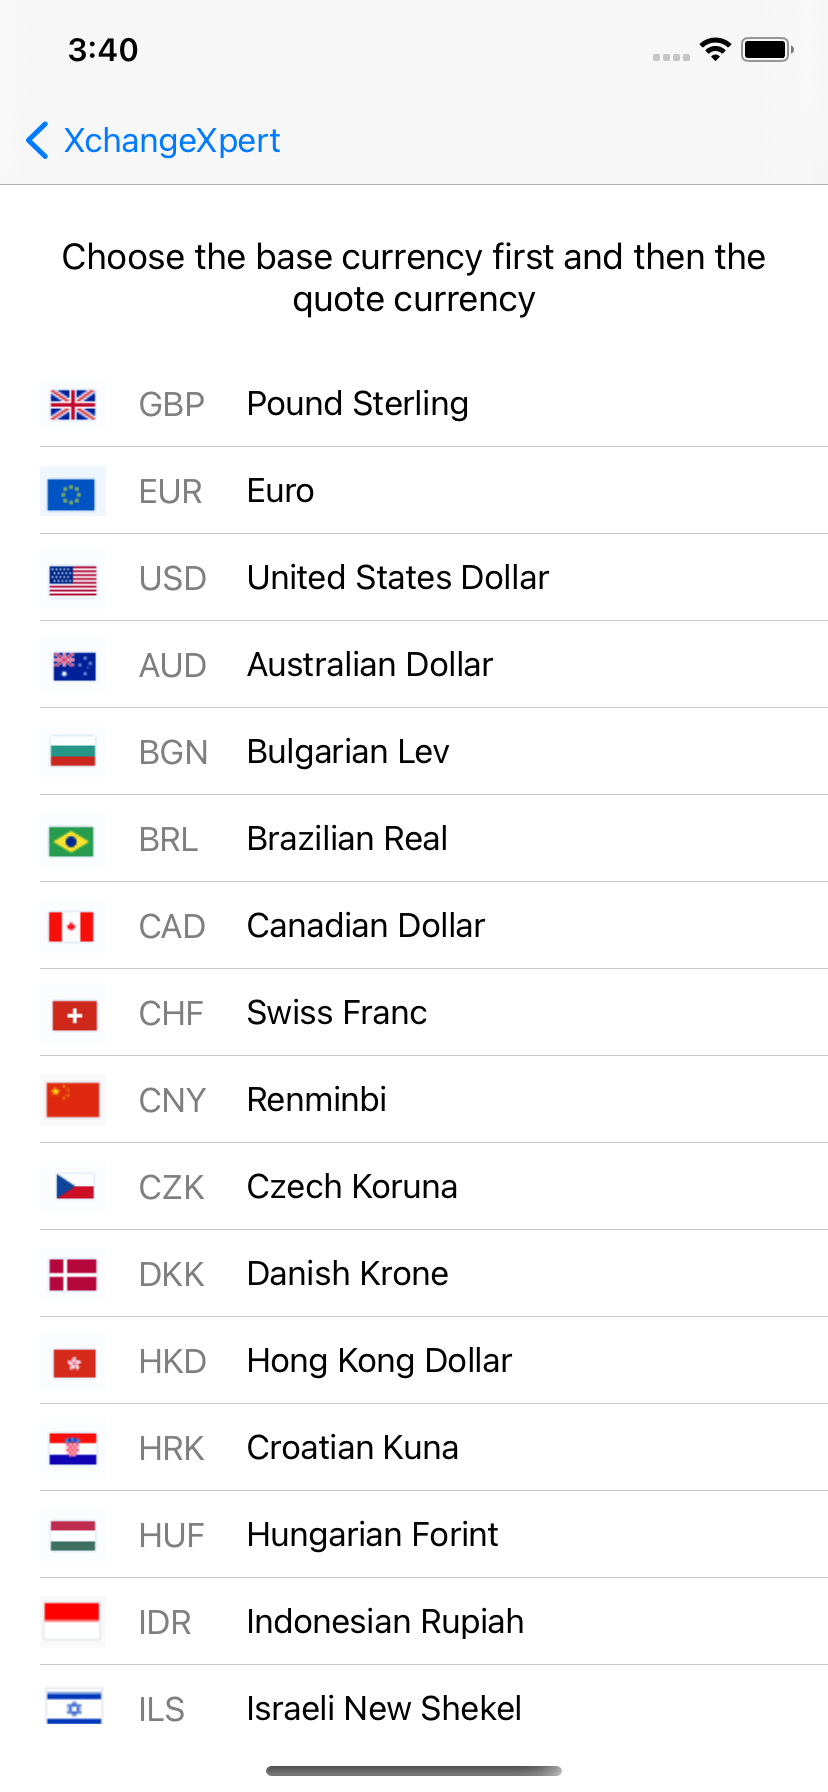 3:40
XchangeXpert
Choose the base currency first and then the
quote currency
GBP Pound Sterling
EUR Euro
USD United States Dollar
AUD Australian Dollar
BGN Bulgarian Lev
BRL Brazilian Real
CAD Canadian Dollar
CHF Swiss Franc
CNY Renminbi
CZK Czech Koruna
DKK Danish Krone
HKD Hong Kong Dollar
HRK Croatian Kuna
HUF Hungarian Forint
IDR Indonesian Rupiah
ILS Israeli New Shekel